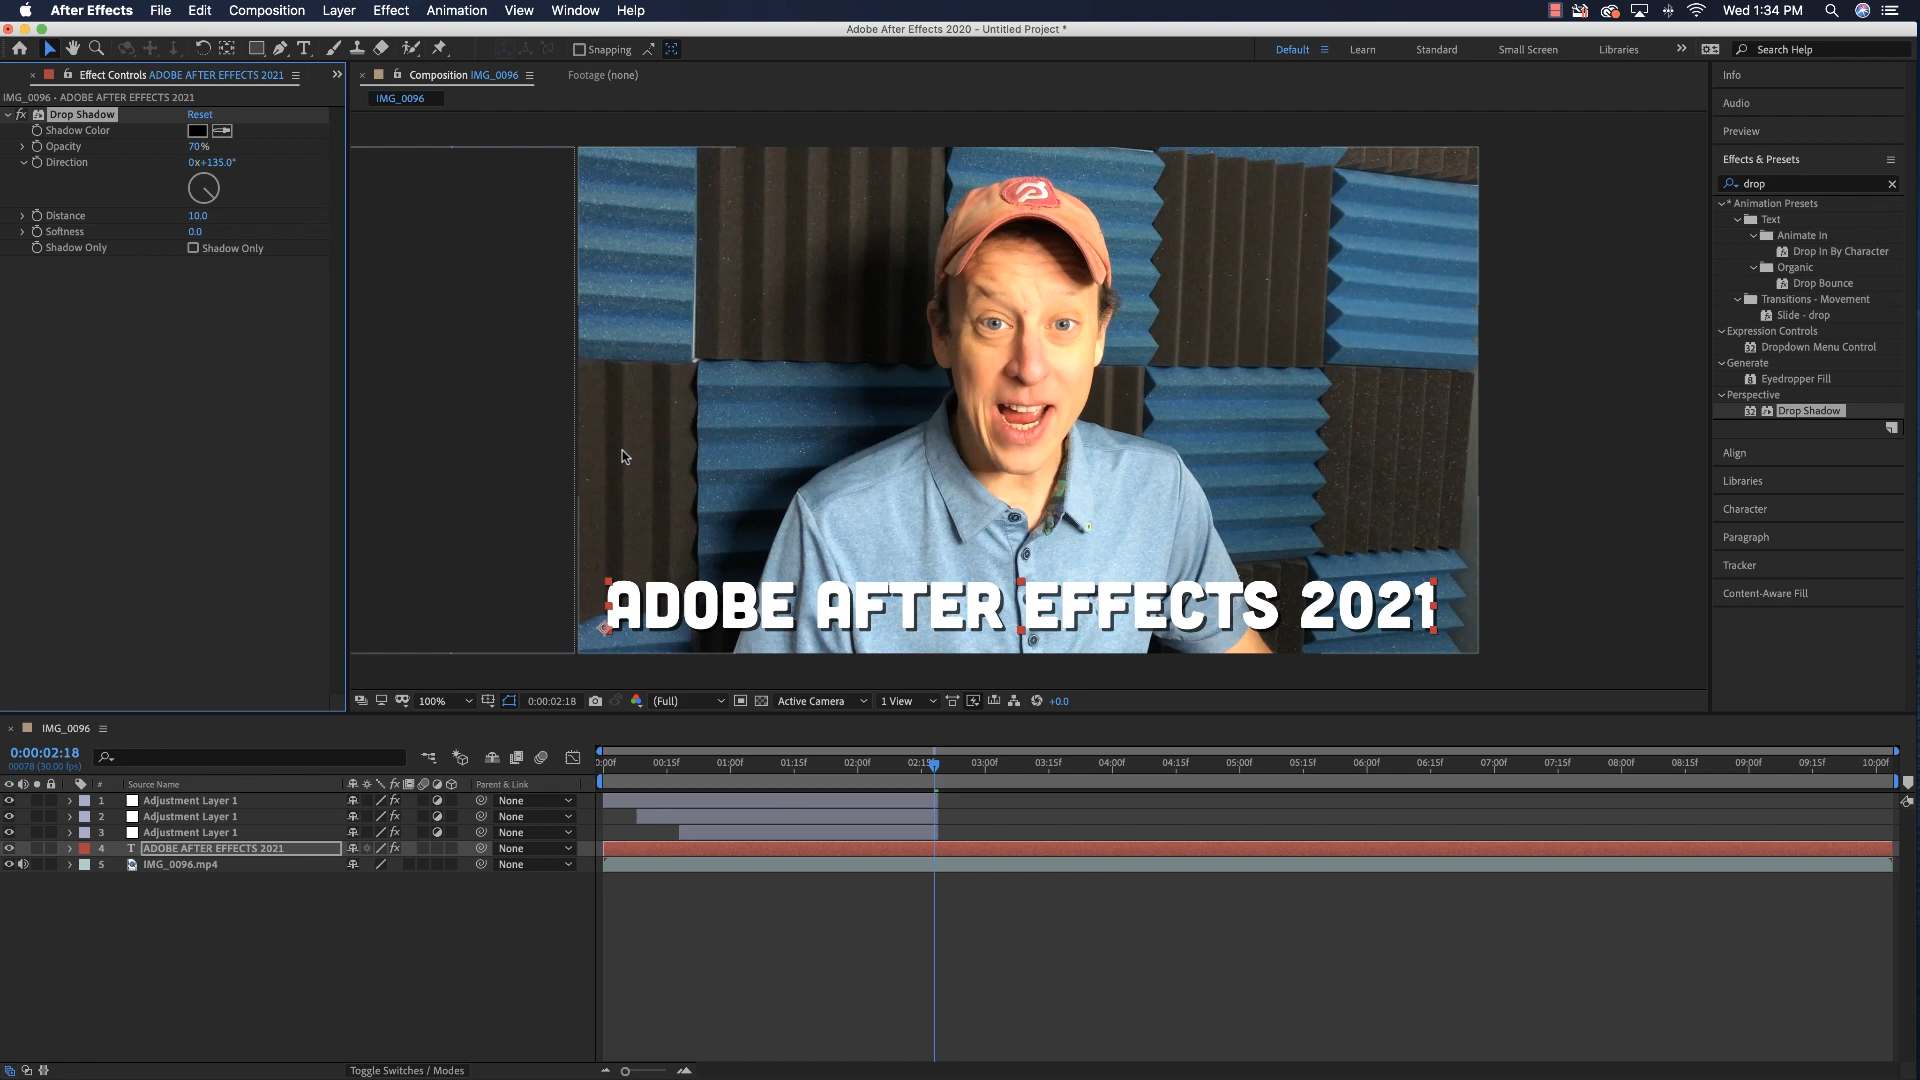 After Effects File Edit Composition Layer Effect Animation View Window Help Wed 1:34 PM
Adobe After Effects 2020 - Untitled Project *
Snapping Default Learn Standard Small Screen Libraries Search Help
Effect Controls ADOBE AFTER EFFECTS 2021
IMG_0096 • ADOBE AFTER EFFECTS 2021
fx Drop Shadow Reset
Shadow Color
Opacity 70%
Direction 0x+135.0°
Distance 10.0
Softness 0.0
Shadow Only Shadow Only
Composition IMG_0096 Footage (none)
IMG_0096
ADOBE AFTER EFFECTS 2021
100% 0:00:02:18 (Full) Active Camera 1 View +0.0
Info
Audio
Preview
Effects & Presets
drop
* Animation Presets
Text
Animate In
Drop In By Character
Organic
Drop Bounce
Transitions - Movement
Slide - drop
Expression Controls
Dropdown Menu Control
Generate
Eyedropper Fill
Perspective
Drop Shadow
Align
Libraries
Character
Paragraph
Tracker
Content-Aware Fill
IMG_0096
0:00:02:18
00078 (30.00 fps)
0:00f 00:15f 01:00f 01:15f 02:00f 02:15f 03:00f 03:15f 04:00f 04:15f 05:00f 05:15f 06:00f 06:15f 07:00f 07:15f 08:00f 08:15f 09:00f 09:15f 10:00f
# Source Name fx Parent & Link
1 Adjustment Layer 1 fx None
2 Adjustment Layer 1 fx None
3 Adjustment Layer 1 fx None
4 T ADOBE AFTER EFFECTS 2021 fx None
5 IMG_0096.mp4 None
Toggle Switches / Modes